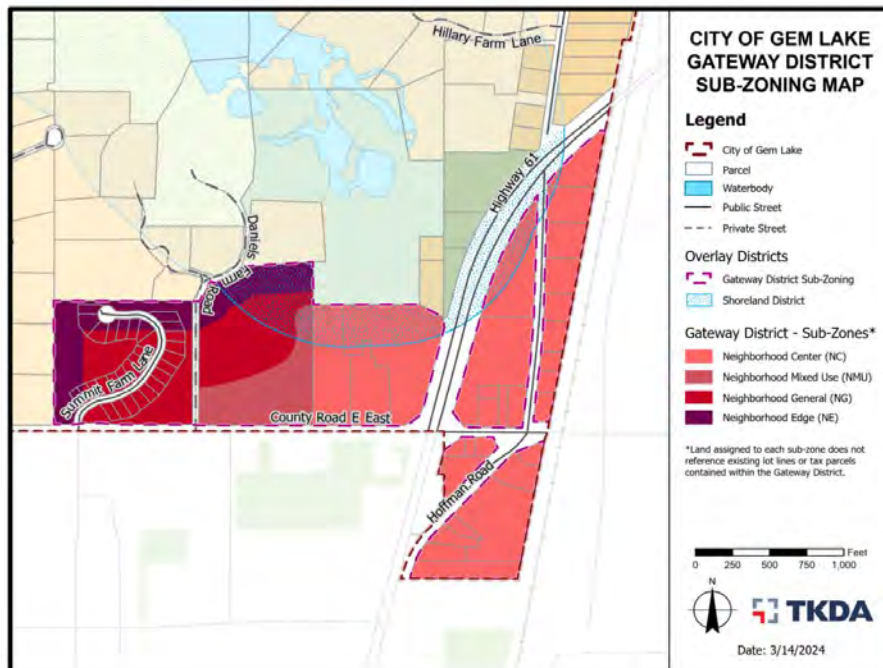 CITY OF GEM LAKE
GATEWAY DISTRICT
SUB-ZONING MAP
Legend
City of Gem Lake
Parcel
Waterbody
Public Street
Private Street
Overlay Districts
Gateway District Sub-Zoning
Shoreland District
Gateway District - Sub-Zones*
Neighborhood Center (NC)
Neighborhood Mixed Use (NMU)
Neighborhood General (NG)
Neighborhood Edge (NE)
*Land assigned to each sub-zone does not
reference existing lot lines or tax parcels
contained within the Gateway District.
Feet
0 250 500 750 1,000
N
TKDA
Date: 3/14/2024
Hillary Farm Lane
Highway 61
Daniels
Farm
Road
Summit Farm Lane
County Road E East
Hoffman Road